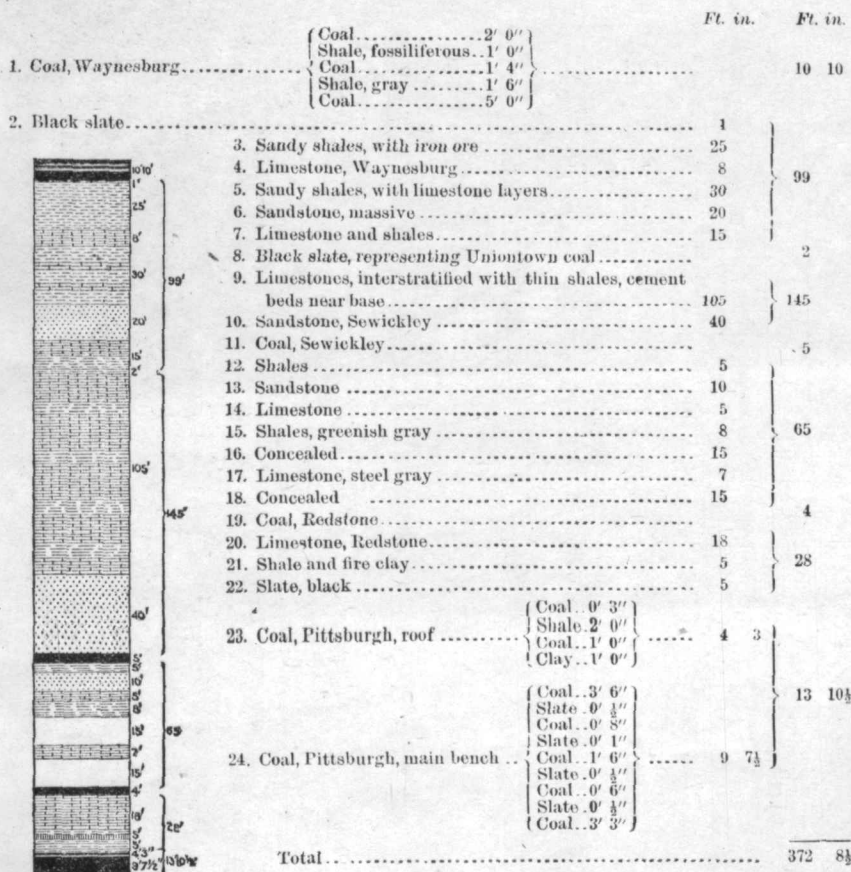 Ft. in. Ft. in.
Coal..............2′ 0″
Shale, fossiliferous..1′ 0″
1. Coal, Waynesburg.............. Coal..............1′ 4″ .............. 10 10
Shale, gray ........1′ 6″
Coal..............5′ 0″
2. Black slate.............. 1
3. Sandy shales, with iron ore .............. 25
4. Limestone, Waynesburg .............. 8
5. Sandy shales, with limestone layers.............. 30 99
6. Sandstone, massive .............. 20
7. Limestone and shales.............. 15
8. Black slate, representing Uniontown coal .............. 2
9. Limestones, interstratified with thin shales, cement
beds near base.............. 105 145
10. Sandstone, Sewickley .............. 40
11. Coal, Sewickley.............. 5
12. Shales .............. 5
13. Sandstone .............. 10
14. Limestone .............. 5
15. Shales, greenish gray .............. 8 65
16. Concealed.............. 15
17. Limestone, steel gray .............. 7
18. Concealed .............. 15
19. Coal, Redstone.............. 4
20. Limestone, Redstone.............. 18
21. Shale and fire clay.............. 5 28
22. Slate, black .............. 5
Coal..0′ 3″
23. Coal, Pittsburgh, roof .............. Shale.2′ 0″ ...... 4 3
Coal..1′ 0″
Clay..1′ 0″
13 10½
Coal..3′ 6″
Slate.0′ ½″
Coal..0′ 8″
Slate.0′ 1″
24. Coal, Pittsburgh, main bench .. Coal..1′ 6″ ...... 9 7½
Slate.0′ ½″
Coal..0′ 6″
Slate.0′ ½″
Coal..3′ 3″
Total.............. 372 8½
10′10′
1′
25′
8′
30′
99′
20′
15′
2′
105′
145′
40′
5′
5′
10′
5′
8′
15′
65
15′
4′
18′
5′
5′
4′3″
13′10½″
9′7½″